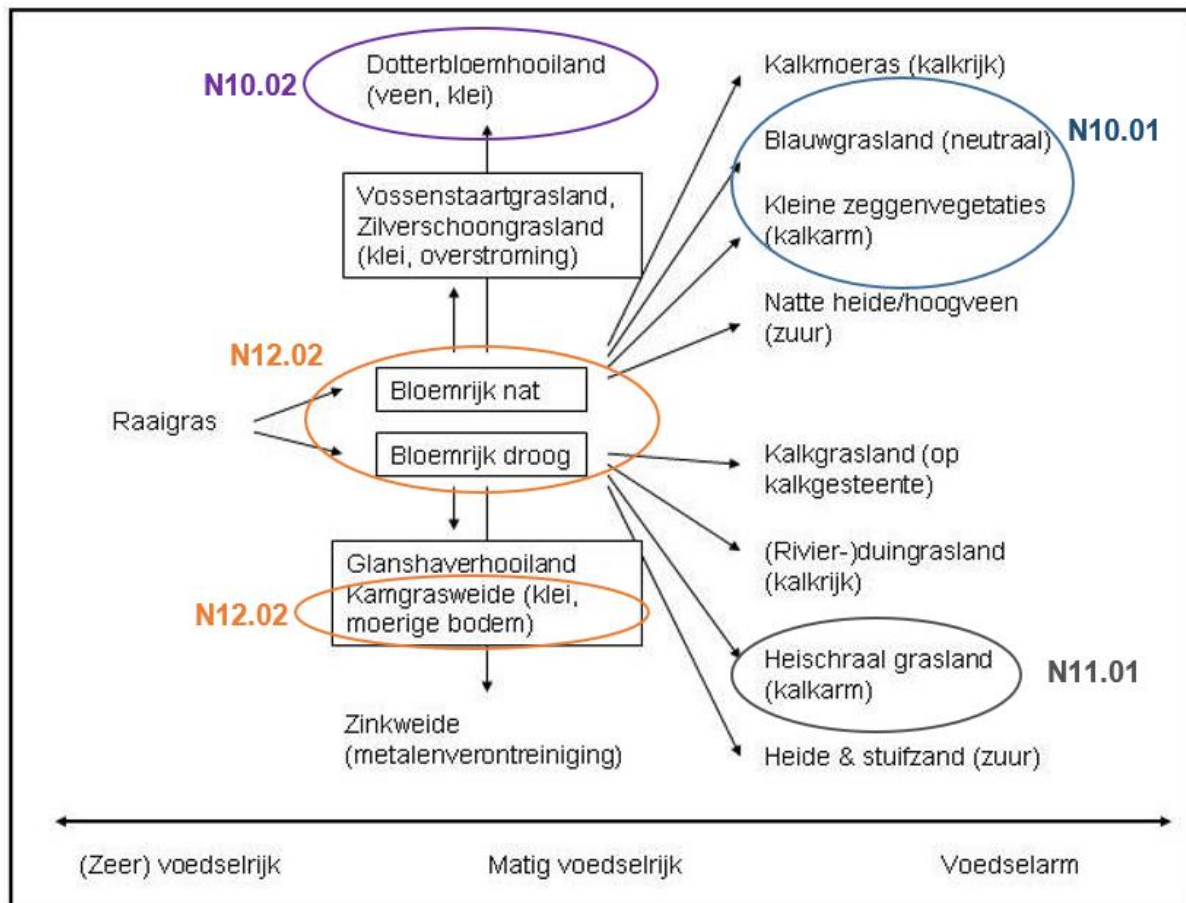 N10.02
Dotterbloemhooiland
(veen, klei)
Vossenstaartgrasland,
Zilverschoongrasland
(klei, overstroming)
N12.02
Raaigras
Bloemrijk nat
Bloemrijk droog
Glanshaverhooiland
Kamgrasweide (klei,
moerige bodem)
N12.02
Zinkweide
(metalenverontreiniging)
Kalkmoeras (kalkrijk)
Blauwgrasland (neutraal)
N10.01
Kleine zeggenvegetaties
(kalkarm)
Natte heide/hoogveen
(zuur)
Kalkgrasland (op
kalkgesteente)
(Rivier-)duingrasland
(kalkrijk)
Heischraal grasland
(kalkarm)
N11.01
Heide & stuifzand (zuur)
(Zeer) voedselrijk
Matig voedselrijk
Voedselarm